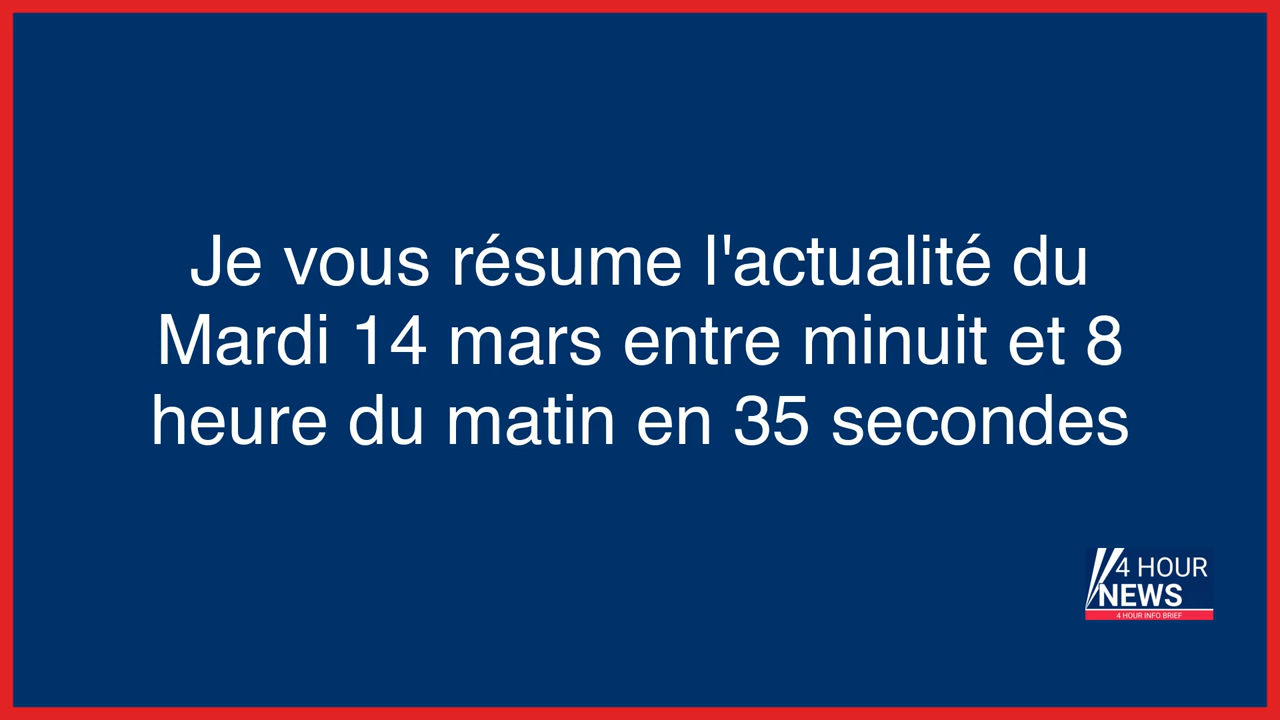 Je vous résume l'actualité du
Mardi 14 mars entre minuit et 8
heure du matin en 35 secondes
4 HOUR
NEWS
4 HOUR INFO BRIEF